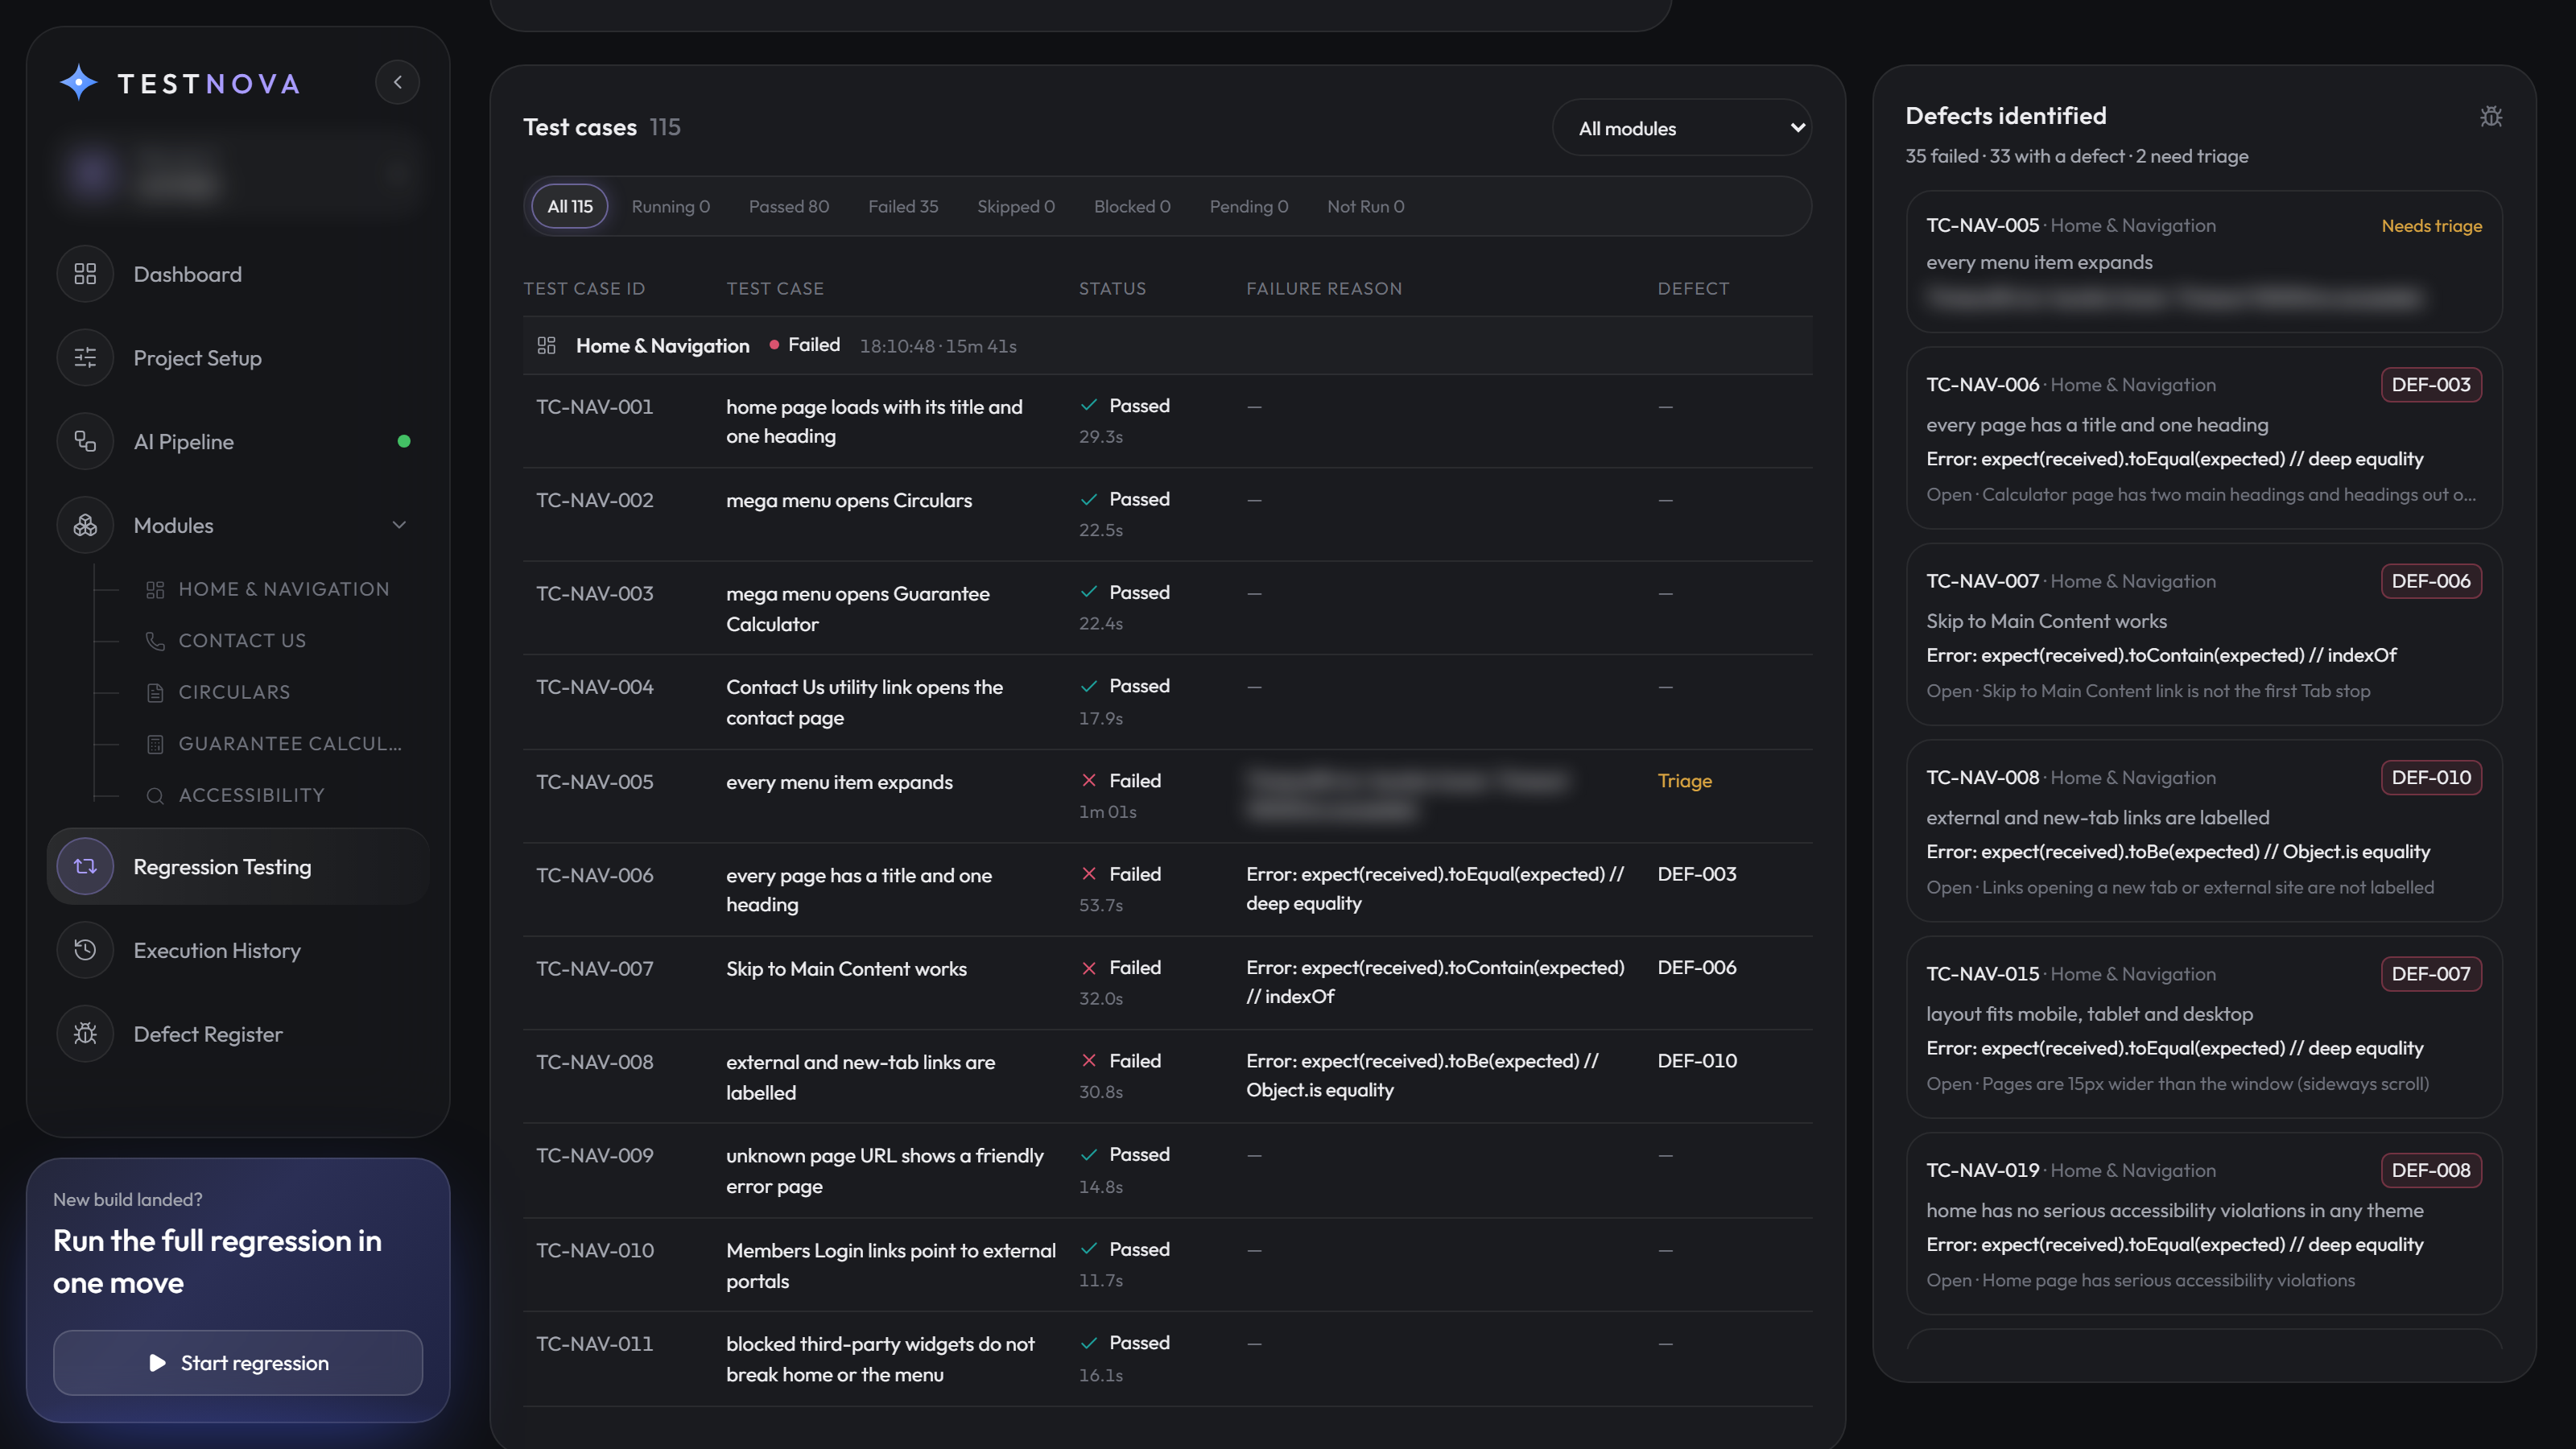 TESTNOVA
Dashboard
Project Setup
AI Pipeline
Modules
HOME & NAVIGATION
CONTACT US
CIRCULARS
GUARANTEE CALCUL...
ACCESSIBILITY
Regression Testing
Execution History
Defect Register
New build landed?
Run the full regression in
one move
Start regression
Test cases 115
All modules
All 115 Running 0 Passed 80 Failed 35 Skipped 0 Blocked 0 Pending 0 Not Run 0
TEST CASE ID TEST CASE STATUS FAILURE REASON DEFECT
Home & Navigation Failed 18:10:48 · 15m 41s
TC-NAV-001 home page loads with its title and Passed — —
one heading 29.3s
TC-NAV-002 mega menu opens Circulars Passed — —
22.5s
TC-NAV-003 mega menu opens Guarantee Passed — —
Calculator 22.4s
TC-NAV-004 Contact Us utility link opens the Passed — —
contact page 17.9s
TC-NAV-005 every menu item expands Failed Triage
1m 01s
TC-NAV-006 every page has a title and one Failed Error: expect(received).toEqual(expected) // DEF-003
heading 53.7s deep equality
TC-NAV-007 Skip to Main Content works Failed Error: expect(received).toContain(expected) DEF-006
32.0s // indexOf
TC-NAV-008 external and new-tab links are Failed Error: expect(received).toBe(expected) // DEF-010
labelled 30.8s Object.is equality
TC-NAV-009 unknown page URL shows a friendly Passed — —
error page 14.8s
TC-NAV-010 Members Login links point to external Passed — —
portals 11.7s
TC-NAV-011 blocked third-party widgets do not Passed — —
break home or the menu 16.1s
Defects identified
35 failed · 33 with a defect · 2 need triage
TC-NAV-005 · Home & Navigation Needs triage
every menu item expands
TC-NAV-006 · Home & Navigation DEF-003
every page has a title and one heading
Error: expect(received).toEqual(expected) // deep equality
Open · Calculator page has two main headings and headings out o...
TC-NAV-007 · Home & Navigation DEF-006
Skip to Main Content works
Error: expect(received).toContain(expected) // indexOf
Open · Skip to Main Content link is not the first Tab stop
TC-NAV-008 · Home & Navigation DEF-010
external and new-tab links are labelled
Error: expect(received).toBe(expected) // Object.is equality
Open · Links opening a new tab or external site are not labelled
TC-NAV-015 · Home & Navigation DEF-007
layout fits mobile, tablet and desktop
Error: expect(received).toEqual(expected) // deep equality
Open · Pages are 15px wider than the window (sideways scroll)
TC-NAV-019 · Home & Navigation DEF-008
home has no serious accessibility violations in any theme
Error: expect(received).toEqual(expected) // deep equality
Open · Home page has serious accessibility violations